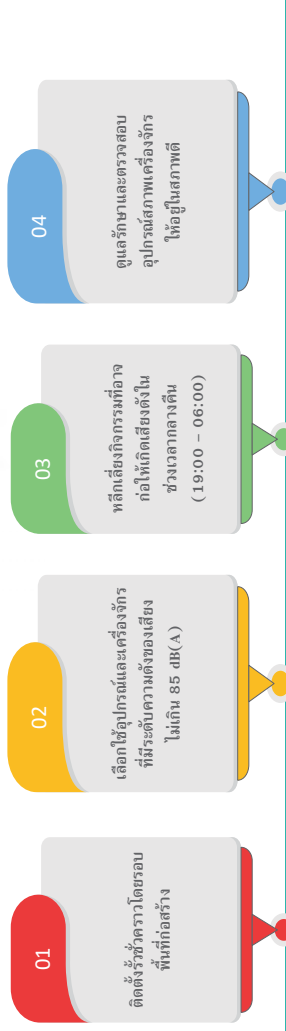 01
ติดตั้งรั้วชั่วคราวโดยรอบ
พื้นที่ก่อสร้าง
02
เลือกใช้อุปกรณ์และเครื่องจักร
ที่มีระดับความดังของเสียง
ไม่เกิน 85 dB(A)
03
หลีกเลี่ยงกิจกรรมที่อาจ
ก่อให้เกิดเสียงดังใน
ช่วงเวลากลางคืน
(19:00 – 06:00)
04
ดูแลรักษาและตรวจสอบ
อุปกรณ์สภาพเครื่องจักร
ให้อยู่ในสภาพดี